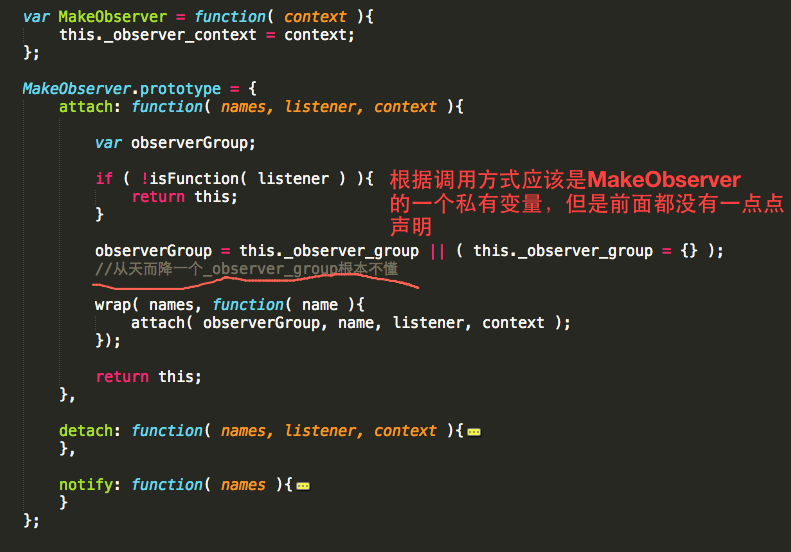 var MakeObserver = function( context ){
this._observer_context = context;
};
MakeObserver.prototype = {
attach: function( names, listener, context ){
var observerGroup;
if ( !isFunction( listener ) ){
return this;
}
根据调用方式应该是MakeObserver
的一个私有变量，但是前面都没有一点点
声明
observerGroup = this._observer_group || ( this._observer_group = {} );
//从天而降一个_observer_group根本不懂
wrap( names, function( name ){
attach( observerGroup, name, listener, context );
});
return this;
},
detach: function( names, listener, context ){
},
notify: function( names ){
}
};